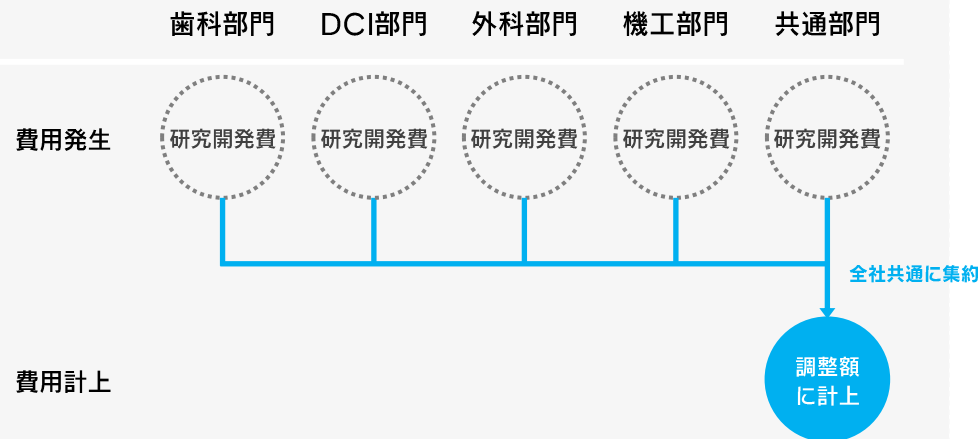 歯科部門 DCI部門 外科部門 機工部門 共通部門
費用発生 研究開発費 研究開発費 研究開発費 研究開発費 研究開発費
全社共通に集約
費用計上
調整額
に計上